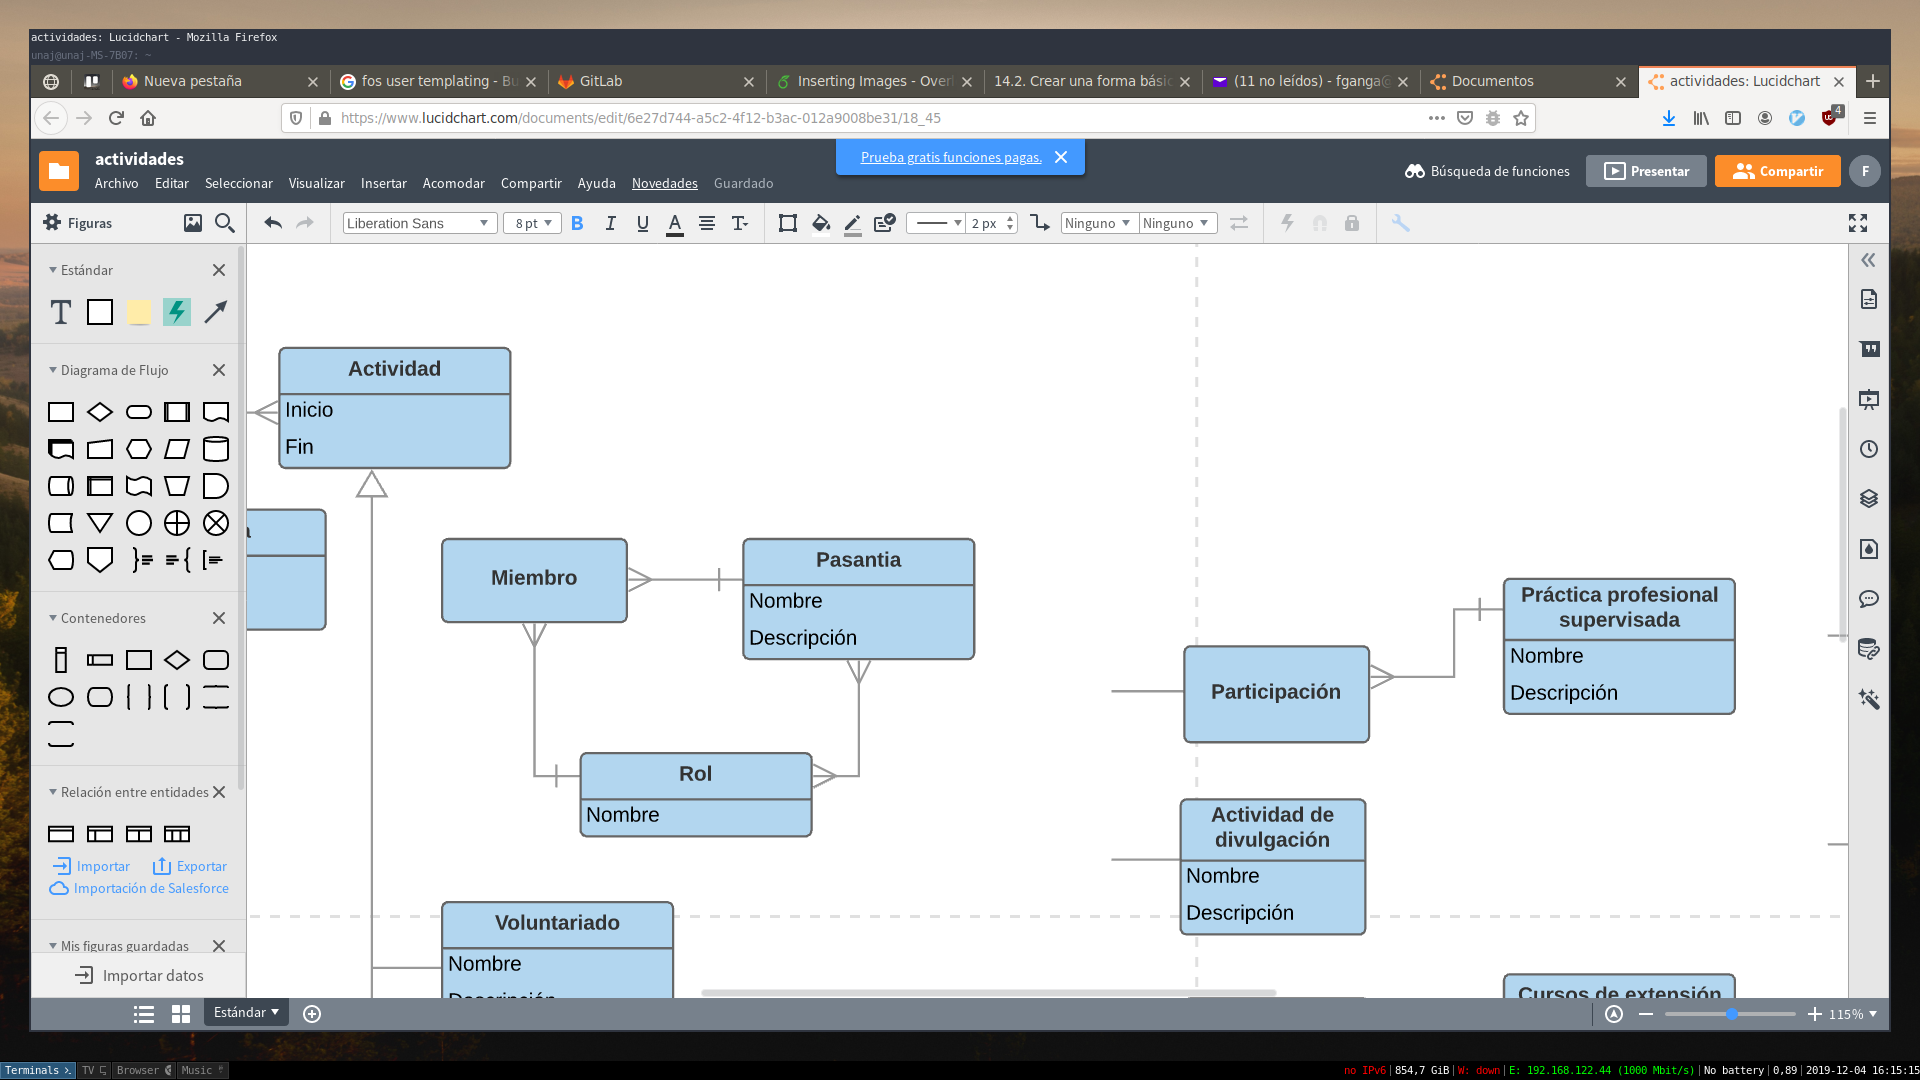 actividades: Lucidchart - Mozilla Firefox
unaj@unaj-MS-7B07: ~
Nueva pestaña
fos user templating - Bu
GitLab
Inserting Images - Over
14.2. Crear una forma bási
(11 no leídos) - fganga@
Documentos
actividades: Lucidchart
https://www.lucidchart.com/documents/edit/6e27d744-a5c2-4f12-b3ac-012a9008be31/18_45
4
actividades
Prueba gratis funciones pagas.
Archivo Editar Seleccionar Visualizar Insertar Acomodar Compartir Ayuda Novedades Guardado
Búsqueda de funciones
Presentar
Compartir
F
Figuras
Liberation Sans
8 pt
B I U A T
2 px
Ninguno
Ninguno
Estándar
T
Diagrama de Flujo
Contenedores
Relación entre entidades
Importar
Exportar
Importación de Salesforce
Mis figuras guardadas
Importar datos
Actividad
Inicio
Fin
a
Miembro
Pasantia
Nombre
Descripción
Rol
Nombre
Voluntariado
Nombre
Descripción
Participación
Práctica profesional
supervisada
Nombre
Descripción
Actividad de
divulgación
Nombre
Descripción
Cursos de extensión
Estándar
115%
Terminals
TV
Browser
Music
no IPv6 | 854,7 GiB | W: down | E: 192.168.122.44 (1000 Mbit/s) | No battery | 0,89 | 2019-12-04 16:15:15